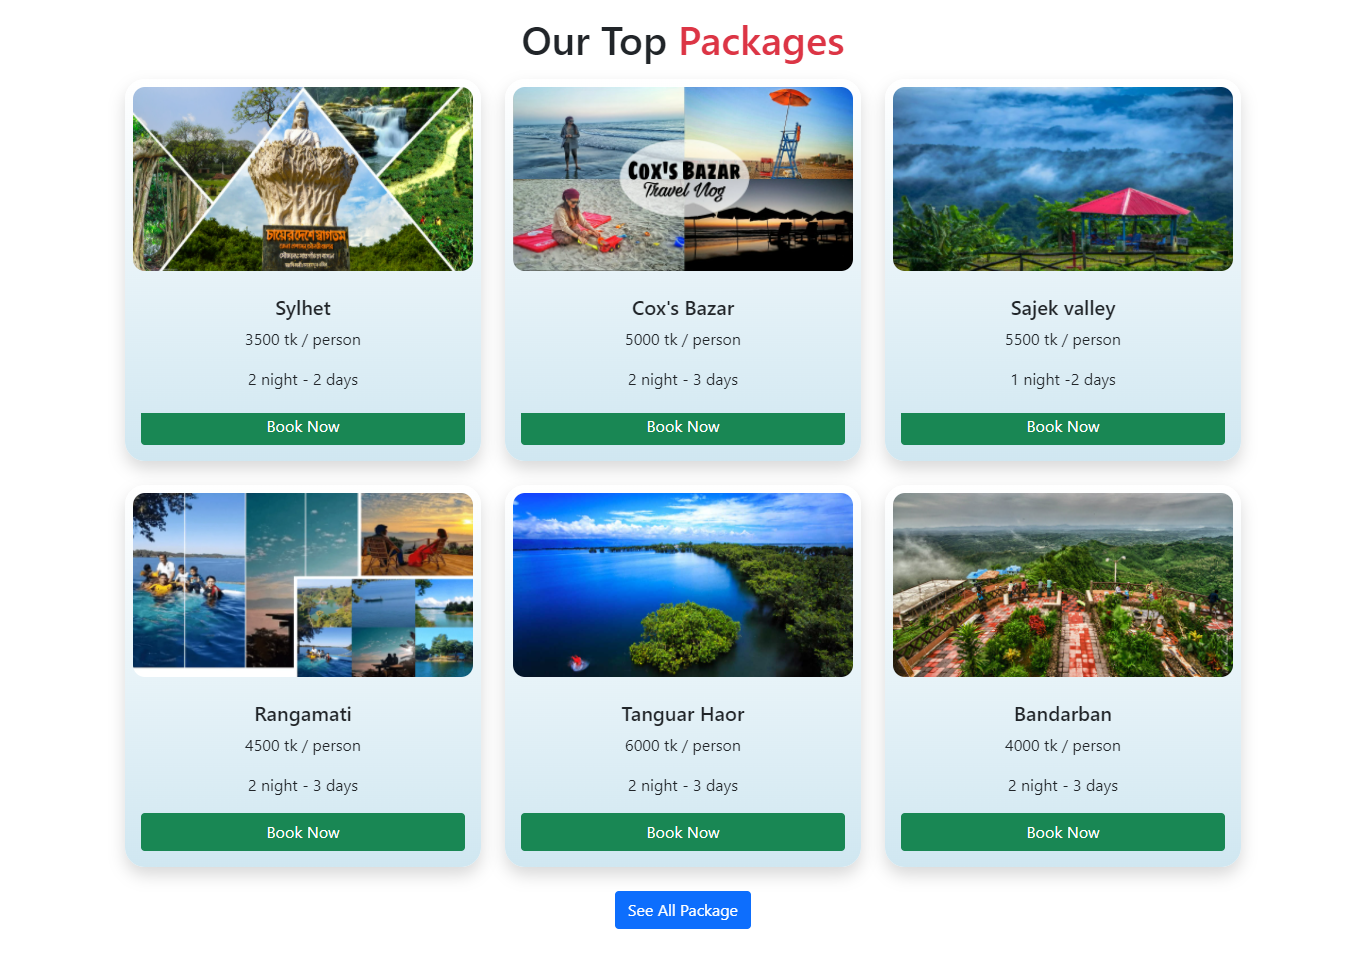 Our Top Packages
চায়ের দেশে স্বাগতম
COX'S BAZAR
Travel Vlog
Sylhet
3500 tk / person
2 night - 2 days
Book Now
Cox's Bazar
5000 tk / person
2 night - 3 days
Book Now
Sajek valley
5500 tk / person
1 night -2 days
Book Now
Rangamati
4500 tk / person
2 night - 3 days
Book Now
Tanguar Haor
6000 tk / person
2 night - 3 days
Book Now
Bandarban
4000 tk / person
2 night - 3 days
Book Now
See All Package